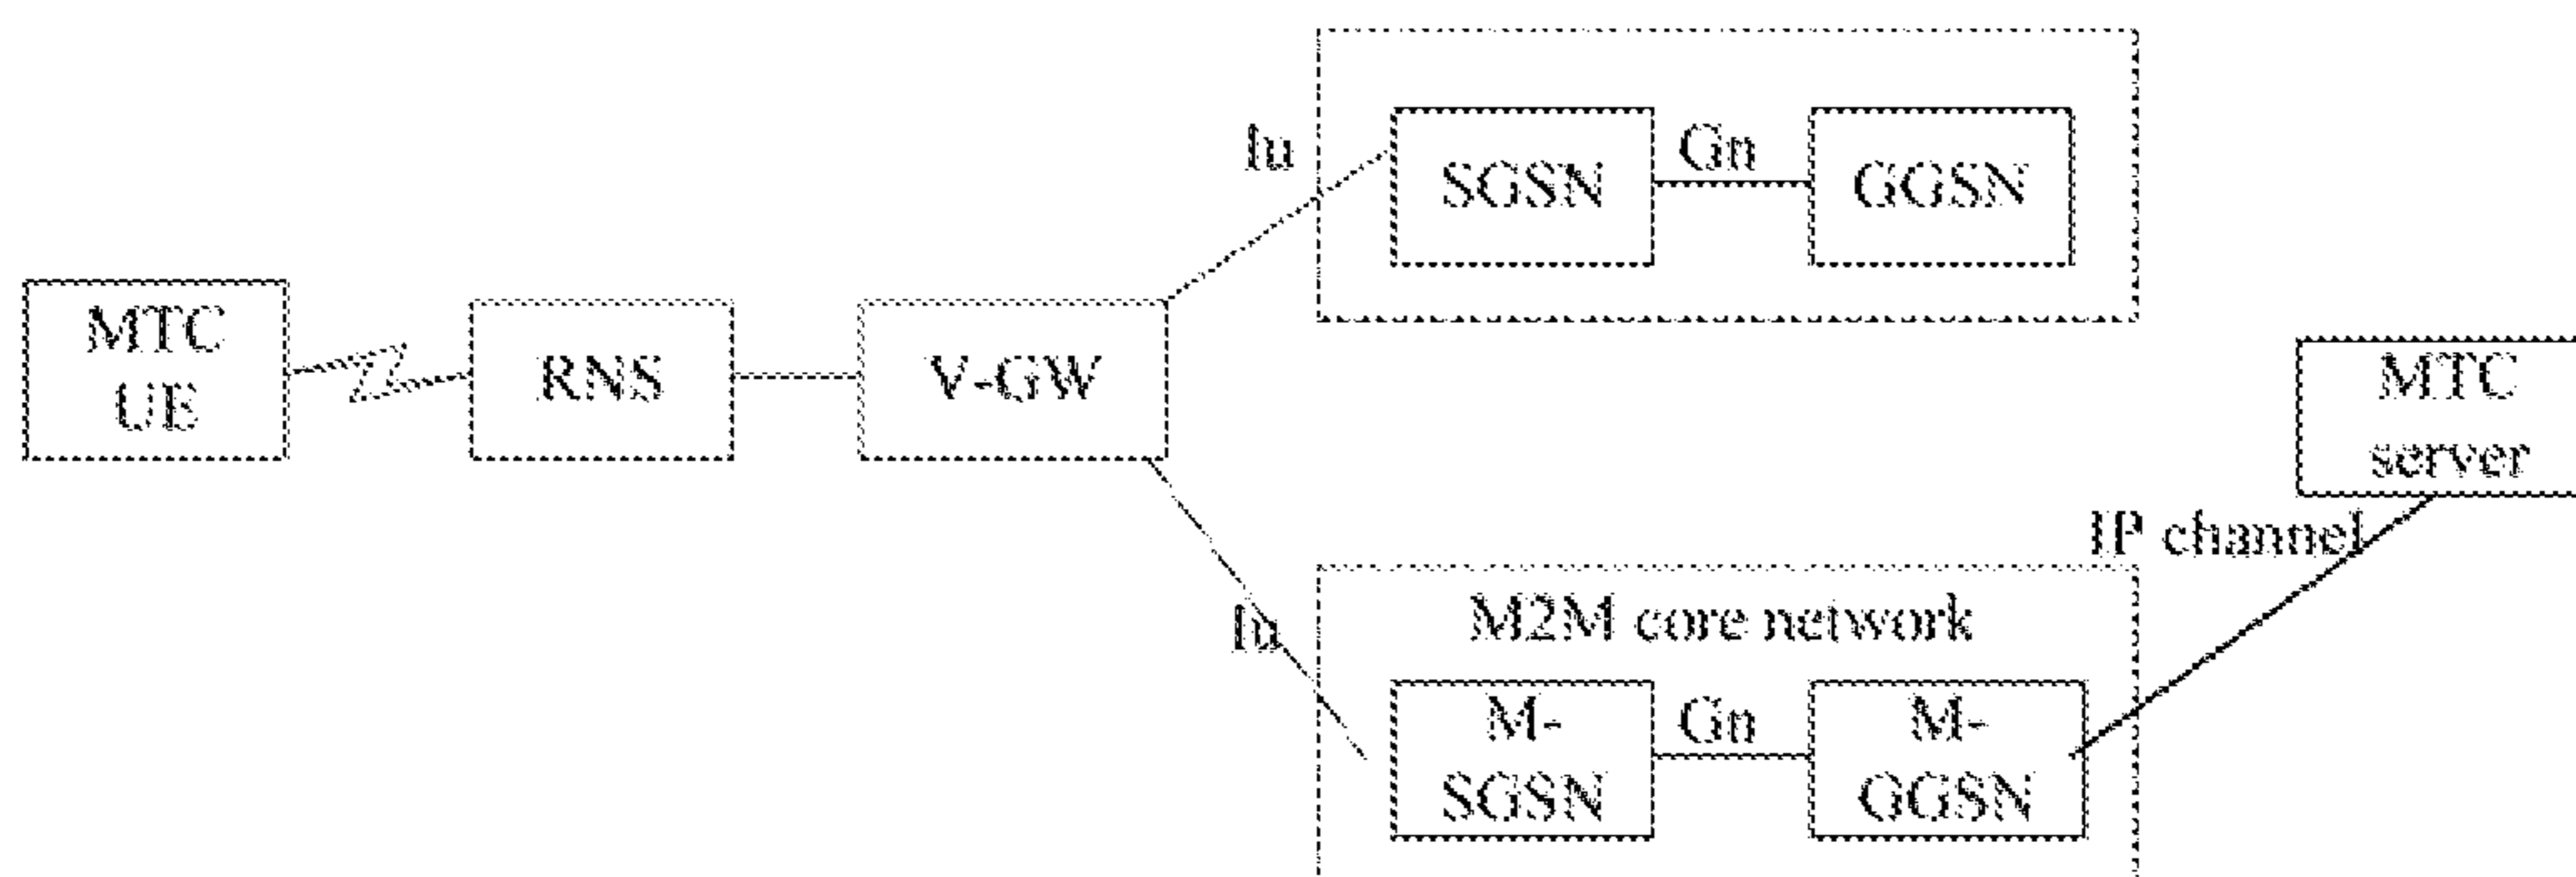 Iu
SGSN
Gn
GGSN
MTC
UE
RNS
V-GW
MTC
server
IP channel
Iu
M2M core network
M-
SGSN
Gn
M-
GGSN